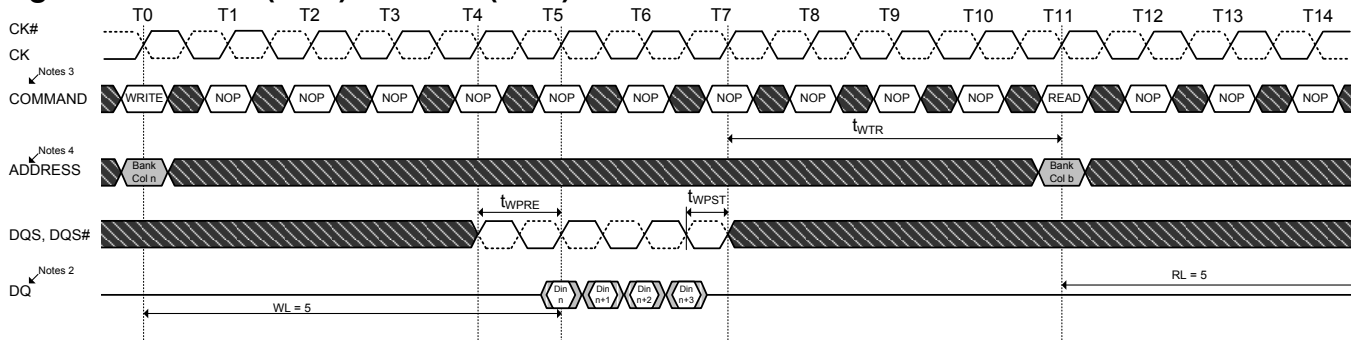 T0 T1 T2 T3 T4 T5 T6 T7 T8 T9 T10 T11 T12 T13 T14
CK#
CK
Notes 3
COMMAND WRITE NOP NOP NOP NOP NOP NOP NOP NOP NOP NOP READ NOP NOP NOP
tWTR
Notes 4
ADDRESS
Bank
Col n
Bank
Col b
tWPRE tWPST
DQS, DQS#
Notes 2
DQ
Din
n
Din
n+1
Din
n+2
Din
n+3
RL = 5
WL = 5